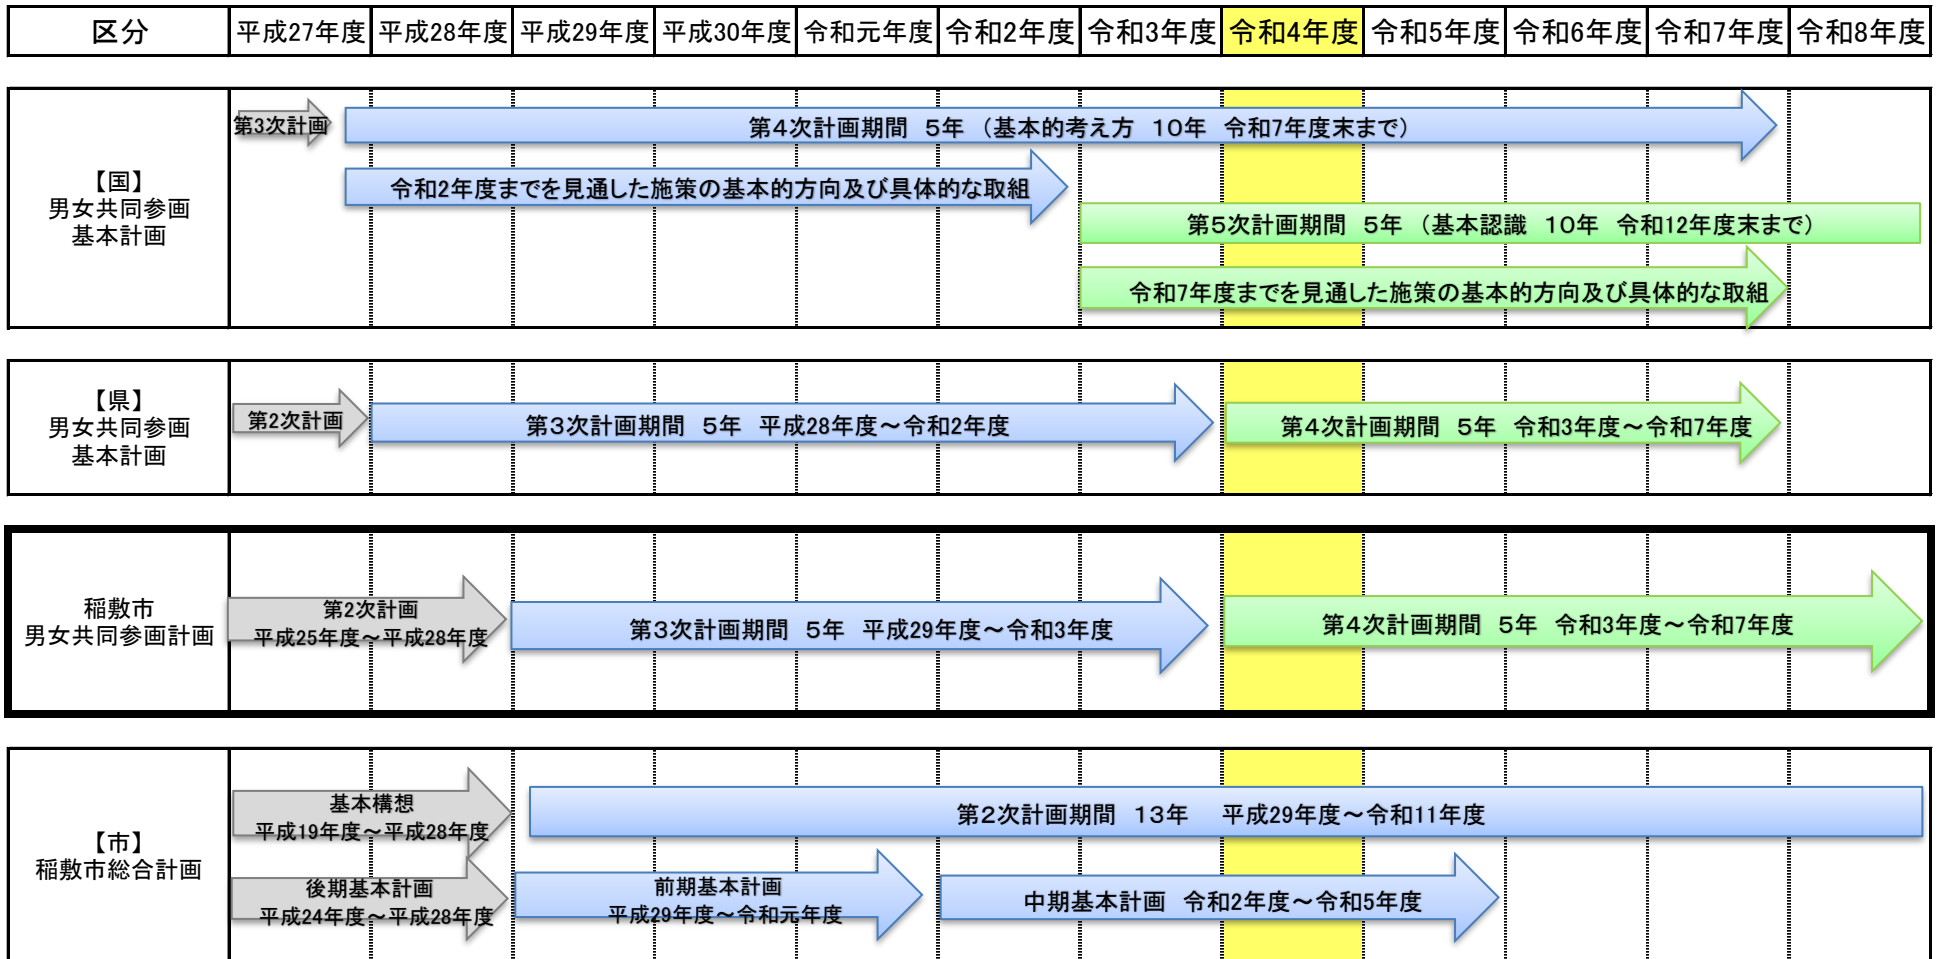 区分 平成27年度 平成28年度 平成29年度 平成30年度 令和元年度 令和2年度 令和3年度 令和4年度 令和5年度 令和6年度 令和7年度 令和8年度
【国】
男女共同参画
基本計画
第3次計画
第4次計画期間 5年 （基本的考え方 10年 令和7年度末まで）
令和2年度までを見通した施策の基本的方向及び具体的な取組
第5次計画期間 5年 （基本認識 10年 令和12年度末まで）
令和7年度までを見通した施策の基本的方向及び具体的な取組
【県】
男女共同参画
基本計画
第2次計画
第3次計画期間 5年 平成28年度～令和2年度
第4次計画期間 5年 令和3年度～令和7年度
稲敷市
男女共同参画計画
第2次計画
平成25年度～平成28年度
第3次計画期間 5年 平成29年度～令和3年度
第4次計画期間 5年 令和3年度～令和7年度
【市】
稲敷市総合計画
基本構想
平成19年度～平成28年度
第2次計画期間 13年 平成29年度～令和11年度
後期基本計画
平成24年度～平成28年度
前期基本計画
平成29年度～令和元年度
中期基本計画 令和2年度～令和5年度